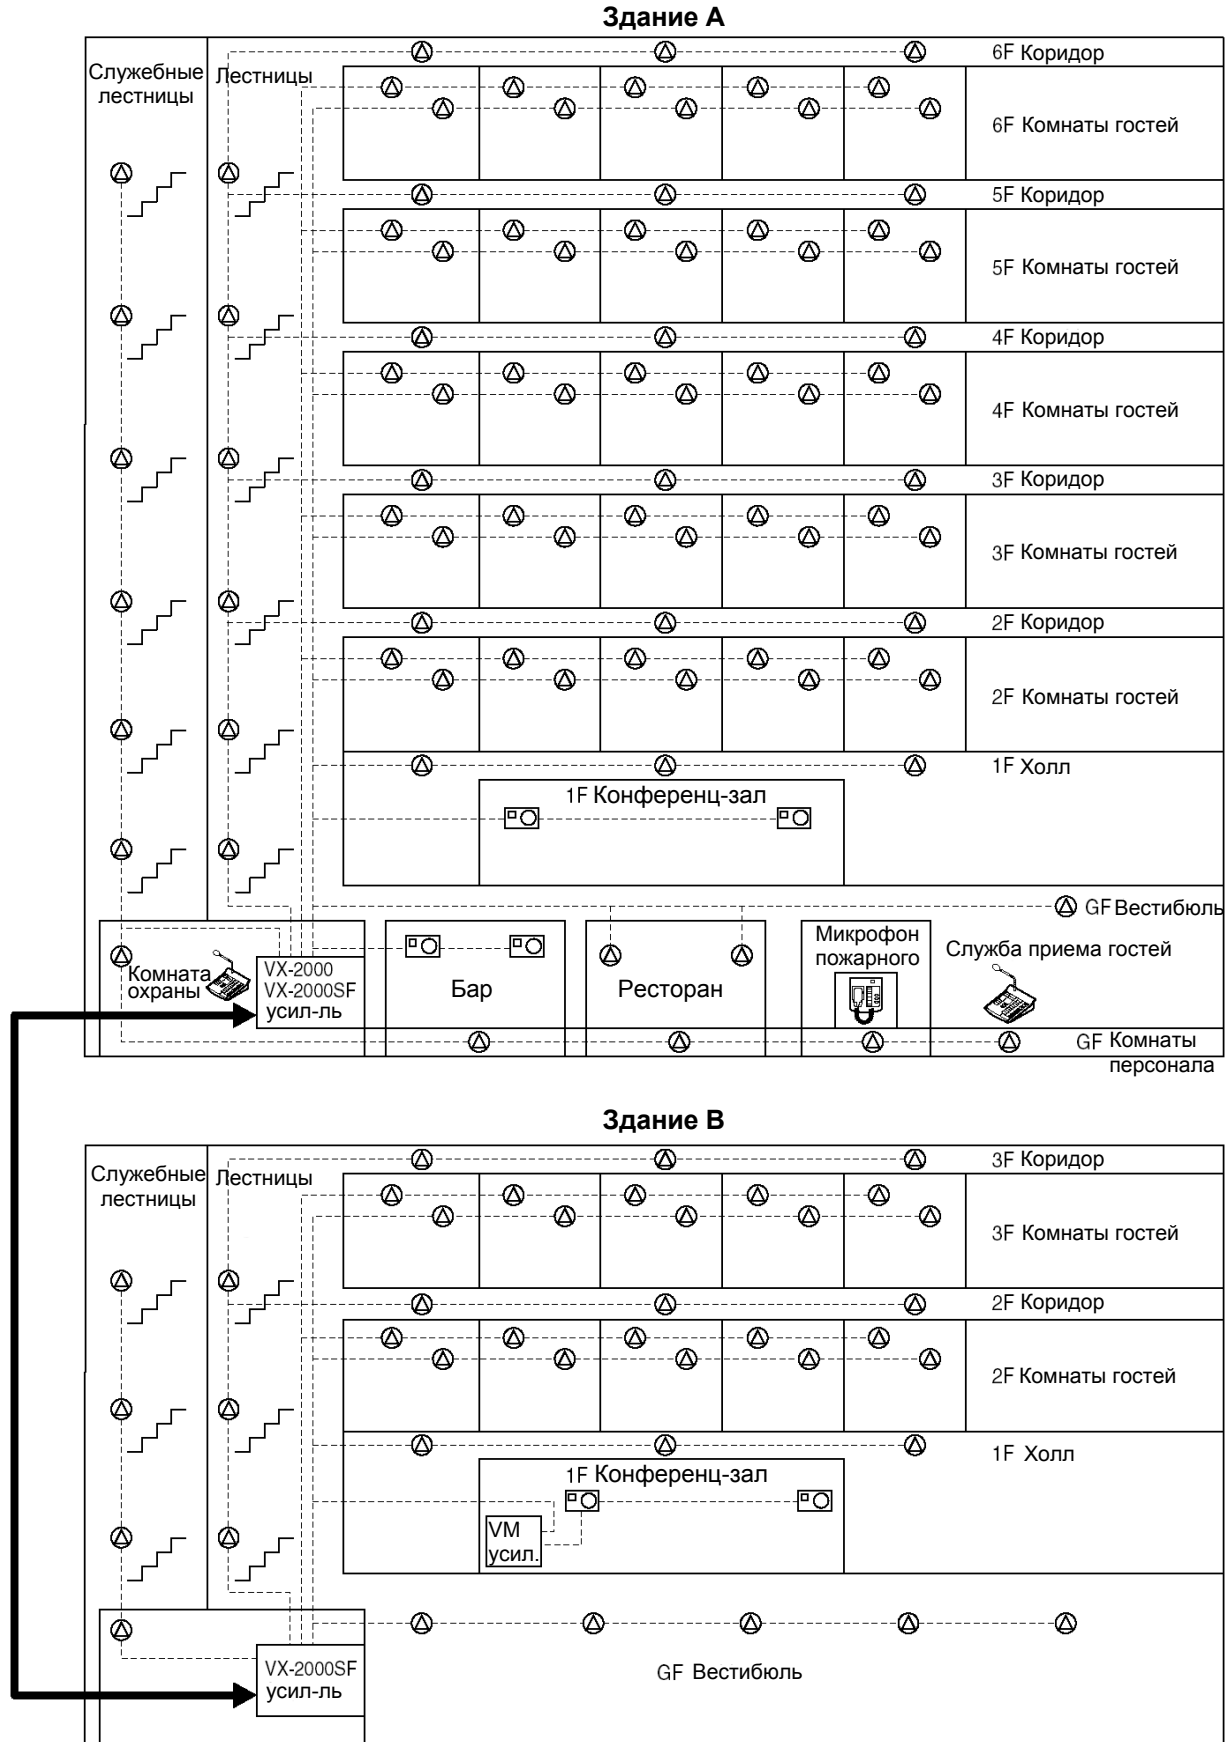 Здание А
Служебные
лестницы
Лестницы
6F Коридор
6F Комнаты гостей
5F Коридор
5F Комнаты гостей
4F Коридор
4F Комнаты гостей
3F Коридор
3F Комнаты гостей
2F Коридор
2F Комнаты гостей
1F Холл
1F Конференц-зал
GF Вестибюль
Комната
охраны
VX-2000
VX-2000SF
усил-ль
Бар
Ресторан
Микрофон
пожарного
Служба приема гостей
GF Комнаты
персонала
Здание В
Служебные
лестницы
Лестницы
3F Коридор
3F Комнаты гостей
2F Коридор
2F Комнаты гостей
1F Холл
1F Конференц-зал
VM
усил.
VX-2000SF
усил-ль
GF Вестибюль